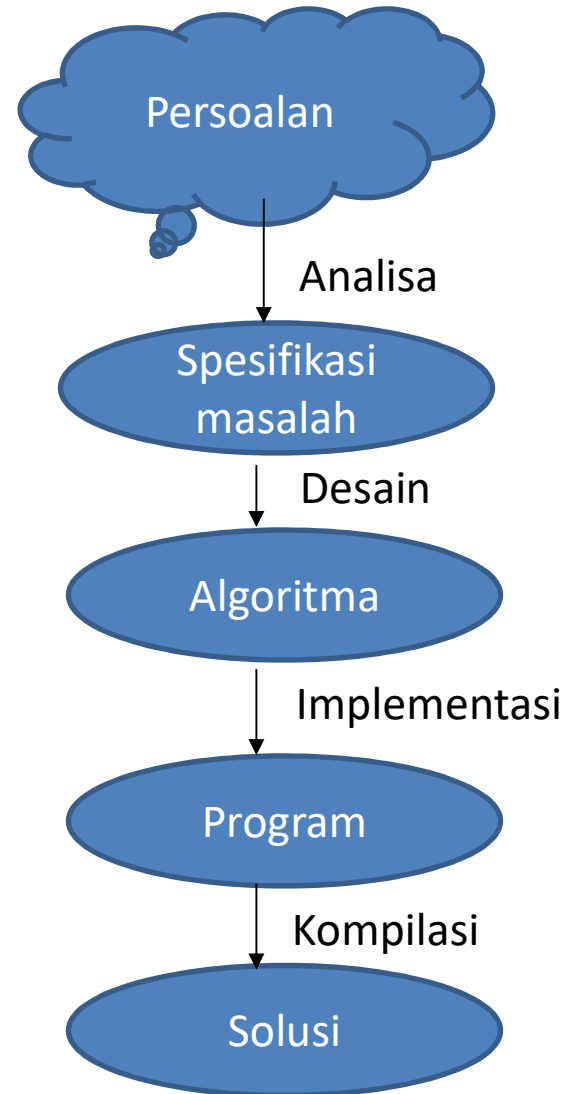 Persoalan
Analisa
Spesifikasi
masalah
Desain
Algoritma
Implementasi
Program
Kompilasi
Solusi